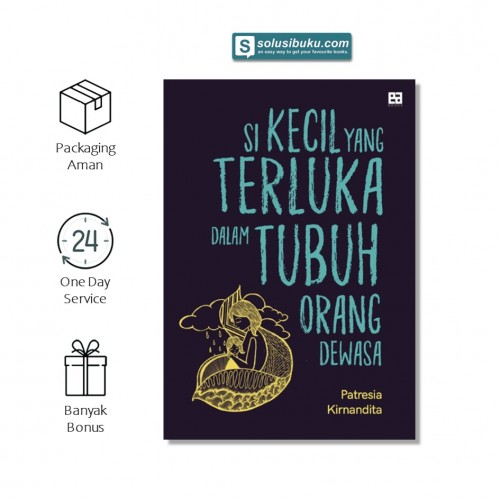 solusibuku.com
an easy way to get your favourite books.
Packaging
Aman
24
One Day
Service
Banyak
Bonus
SI KECIL YANG
TERLUKA
DALAM TUBUH
ORANG
DEWASA
Patresia
Kirnandita